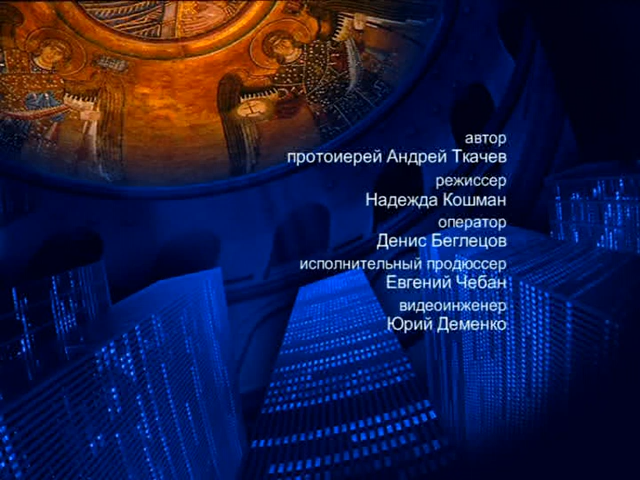 автор
протоиерей Андрей Ткачев
режиссер
Надежда Кошман
оператор
Денис Беглецов
исполнительный продюссер
Евгений Чебан
видеоинженер
Юрий Деменко